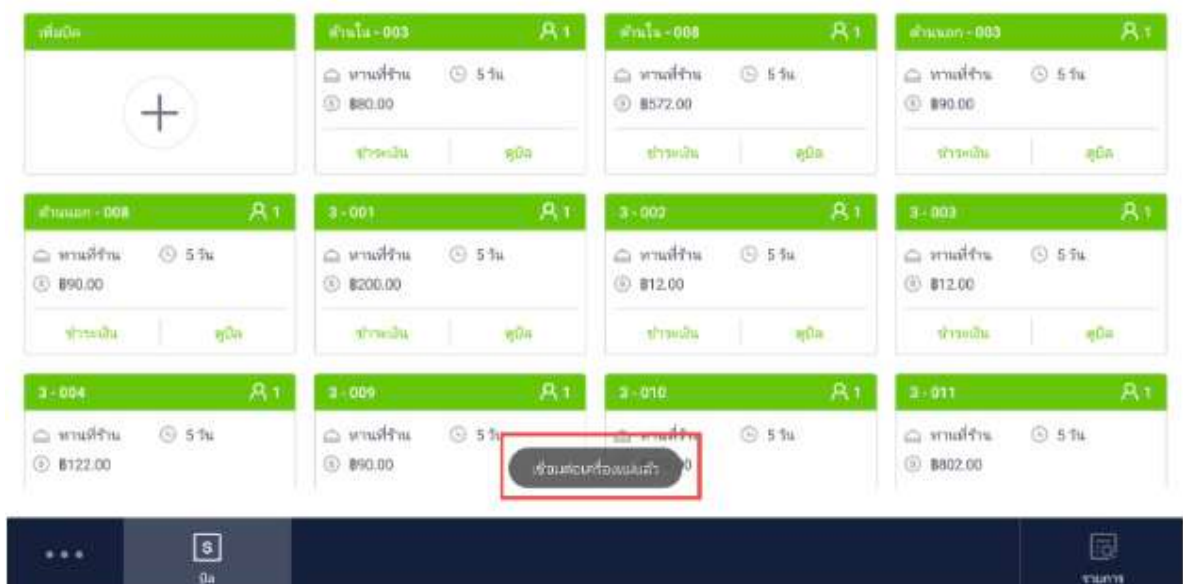 เพิ่มบิล
ด้านใน - 003 1
ทานที่ร้าน 5 วัน
฿80.00
ชำระเงิน ดูบิล
ด้านใน - 008 1
ทานที่ร้าน 5 วัน
฿572.00
ชำระเงิน ดูบิล
ด้านนอก - 003 1
ทานที่ร้าน 5 วัน
฿90.00
ชำระเงิน ดูบิล
ด้านนอก - 008 1
ทานที่ร้าน 5 วัน
฿90.00
ชำระเงิน ดูบิล
3 - 001 1
ทานที่ร้าน 5 วัน
฿200.00
ชำระเงิน ดูบิล
3 - 002 1
ทานที่ร้าน 5 วัน
฿12.00
ชำระเงิน ดูบิล
3 - 003 1
ทานที่ร้าน 5 วัน
฿12.00
ชำระเงิน ดูบิล
3 - 004 1
ทานที่ร้าน 5 วัน
฿122.00
3 - 009 1
ทานที่ร้าน 5 วัน
฿90.00
3 - 010 1
ทานที่ร้าน 5 วัน
3 - 011 1
ทานที่ร้าน 5 วัน
฿802.00
เชื่อมต่อเครื่องแม่แล้ว
บิล
รายการ